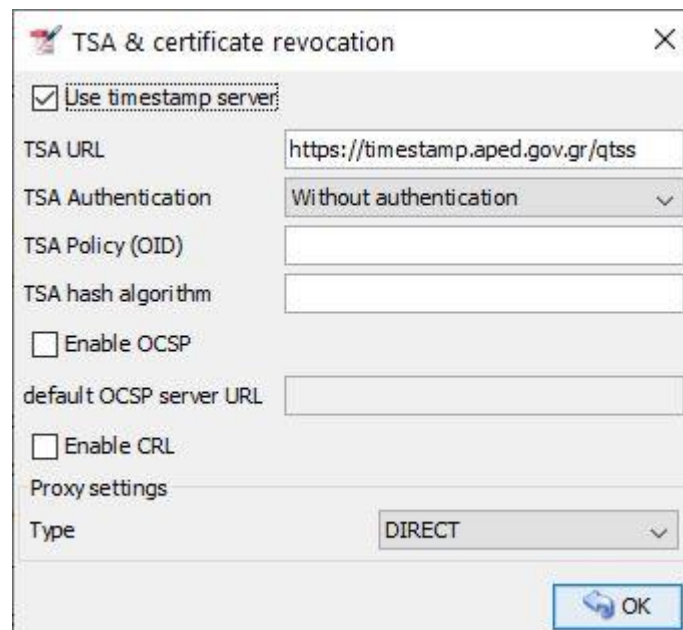 TSA & certificate revocation
Use timestamp server
TSA URL https://timestamp.aped.gov.gr/qtss
TSA Authentication Without authentication
TSA Policy (OID)
TSA hash algorithm
Enable OCSP
default OCSP server URL
Enable CRL
Proxy settings
Type DIRECT
OK